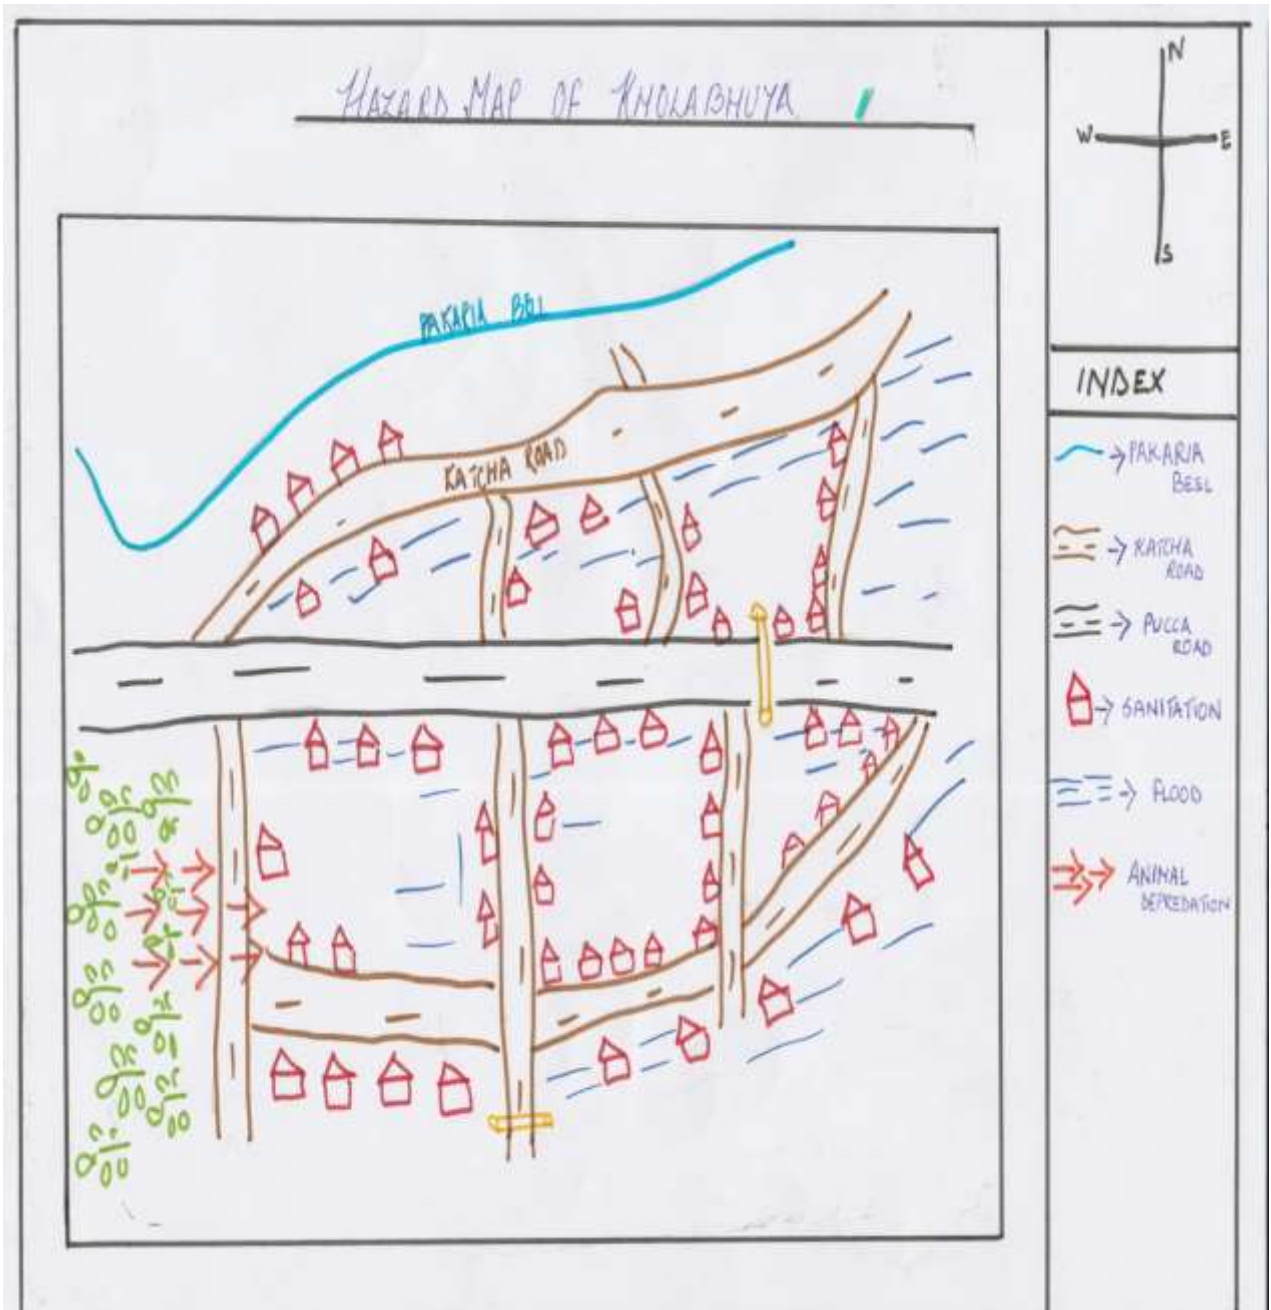 HAZARD MAP OF KHOLABHUYA
N
W E
S
INDEX
→ PAKARIA
BEEL
→ KATCHA
ROAD
→ PUCCA
ROAD
→ SANITATION
→ FLOOD
ANIMAL
DEPREDATION
PAKARIA BEEL
KATCHA ROAD